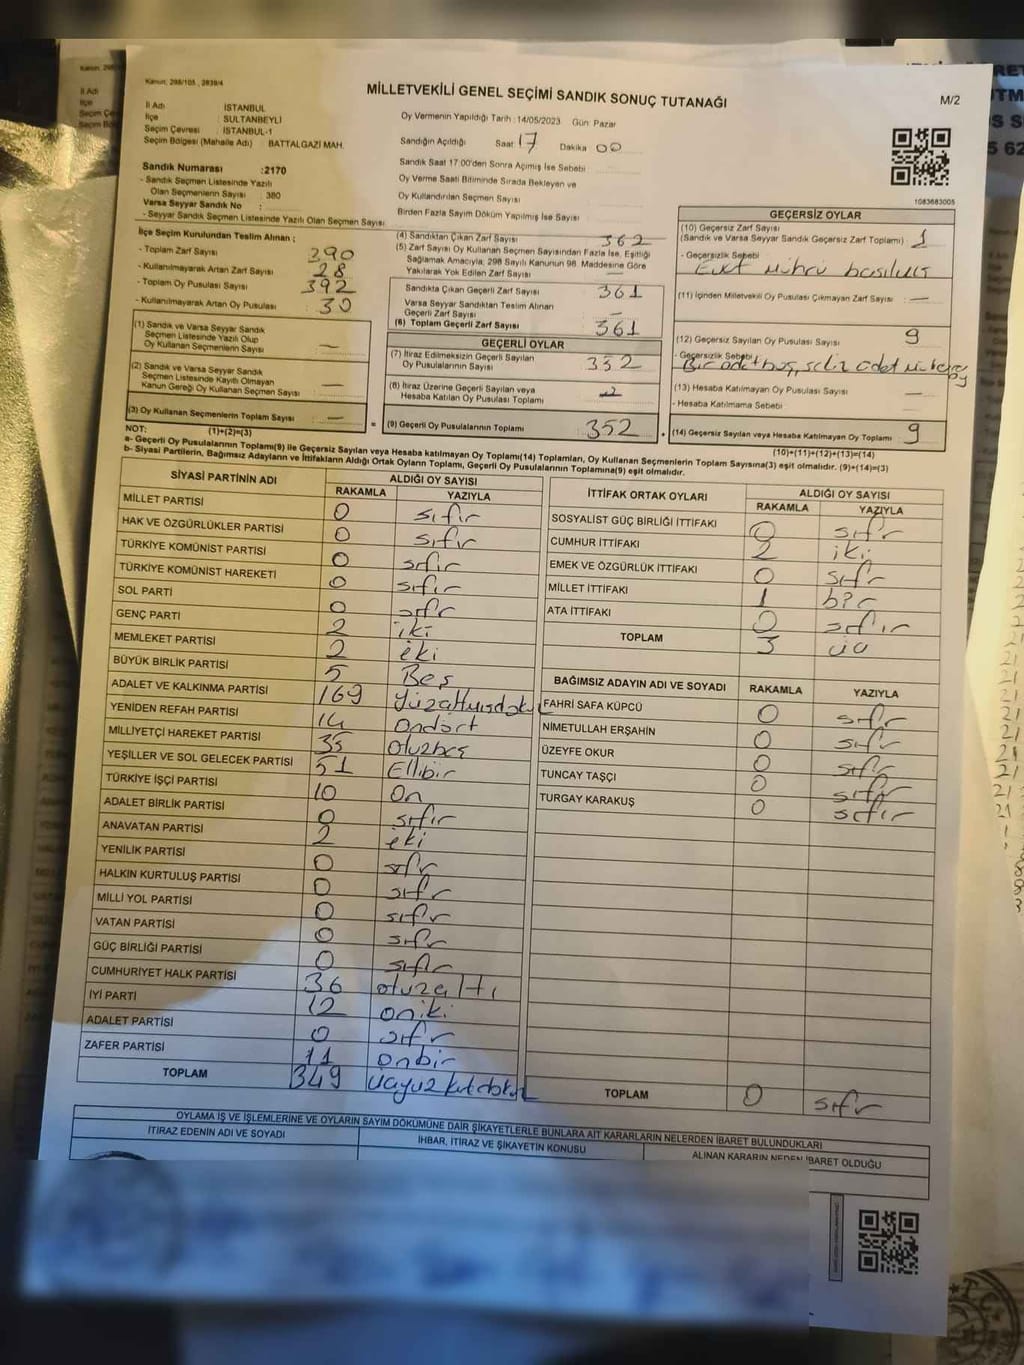 Kanun: 298/105 , 2839/4
MİLLETVEKİLİ GENEL SEÇİMİ SANDIK SONUÇ TUTANAĞI
M/2
İl Adı : İSTANBUL
İlçe : SULTANBEYLİ
Seçim Çevresi : İSTANBUL-1
Seçim Bölgesi (Mahalle Adı) : BATTALGAZİ MAH.
Sandık Numarası :2170
- Sandık Seçmen Listesinde Yazılı
Olan Seçmenlerin Sayısı : 380
Varsa Seyyar Sandık No :
- Seyyar Sandık Seçmen Listesinde Yazılı Olan Seçmen Sayısı
Oy Vermenin Yapıldığı Tarih : 14/05/2023 Gün: Pazar
Sandığın Açıldığı Saat 17 Dakika 00
Sandık Saat 17:00'den Sonra Açımış İse Sebebi
Oy Verme Saati Bitiminde Sırada Bekleyen ve
Oy Kullandırılan Seçmen Sayısı
Birden Fazla Sayım Döküm Yapılmış İse Sayısı
1083683005
İlçe Seçim Kurulundan Teslim Alınan ;
- Toplam Zarf Sayısı 390
- Kullanılmayarak Artan Zarf Sayısı 28
- Toplam Oy Pusulası Sayısı 392
- Kullanılmayarak Artan Oy Pusulası 30
(1) Sandık ve Varsa Seyyar Sandık
Seçmen Listesinde Yazılı Olup
Oy Kullanan Seçmenlerin Sayısı —
(2) Sandık ve Varsa Seyyar Sandık
Seçmen Listesinde Kayıtlı Olmayan
Kanun Gereği Oy Kullanan Seçmen Sayısı —
(3) Oy Kullanan Seçmenlerin Toplam Sayısı —
(4) Sandıktan Çıkan Zarf Sayısı 362
(5) Zarf Sayısı Oy Kullanan Seçmen Sayısından Fazla İse, Eşitliği
Sağlamak Amacıyla, 298 Sayılı Kanunun 98. Maddesine Göre
Yakılarak Yok Edilen Zarf Sayısı —
Sandıkta Çıkan Geçerli Zarf Sayısı 361
Varsa Seyyar Sandıktan Teslim Alınan
Geçerli Zarf Sayısı —
(6) Toplam Geçerli Zarf Sayısı 361
GEÇERLİ OYLAR
(7) İtiraz Edilmeksizin Geçerli Sayılan
Oy Pusulalarının Toplamı 352
(8) İtiraz Üzerine Geçerli Sayılan veya
Hesaba Katılan Oy Pusulası Toplamı
(9) Geçerli Oy Pusulalarının Toplamı 352
GEÇERSİZ OYLAR
(10) Geçersiz Zarf Sayısı
(Sandık ve Varsa Seyyar Sandık Geçersiz Zarf Toplamı) 1
- Geçersizlik Sebebi
Evet mührü basılmış
(11) İçinden Milletvekili Oy Pusulası Çıkmayan Zarf Sayısı : —
(12) Geçersiz Sayılan Oy Pusulası Sayısı 9
- Geçersizlik Sebebi
Bir adet boş, sekiz adet
(13) Hesaba Katılmayan Oy Pusulası Sayısı —
- Hesaba Katılmama Sebebi
(14) Geçersiz Sayılan veya Hesaba Katılmayan Oy Toplamı 9
NOT: (1)+(2)=(3) (10)+(11)+(12)+(13)=(14)
a- Geçerli Oy Pusulalarının Toplamı(9) ile Geçersiz Sayılan veya Hesaba katılmayan Oy Toplamı(14) Toplamları, Oy Kullanan Seçmenlerin Toplam Sayısına(3) eşit olmalıdır. (9)+(14)=(3)
b- Siyasi Partilerin, Bağımsız Adayların ve İttifakların Aldığı Oy Ortak Oyların Toplamı, Geçerli Oy Pusulalarının Toplamına(9) eşit olmalıdır.
SİYASİ PARTİNİN ADI ALDIĞI OY SAYISI
RAKAMLA YAZIYLA
MİLLET PARTİSİ 0 sıfır
HAK VE ÖZGÜRLÜKLER PARTİSİ 0 sıfır
TÜRKİYE KOMÜNİST PARTİSİ 0 sıfır
TÜRKİYE KOMÜNİST HAREKETİ 0 sıfır
SOL PARTİ 0 sıfır
GENÇ PARTİ 2 iki
MEMLEKET PARTİSİ 2 iki
BÜYÜK BİRLİK PARTİSİ 5 Beş
ADALET VE KALKINMA PARTİSİ 169 Yüzaltmışdokuz
YENİDEN REFAH PARTİSİ 14 Ondört
MİLLİYETÇİ HAREKET PARTİSİ 35 Otuzbeş
YEŞİLLER VE SOL GELECEK PARTİSİ 51 Ellibir
TÜRKİYE İŞÇİ PARTİSİ 10 On
ADALET BİRLİK PARTİSİ 0 sıfır
ANAVATAN PARTİSİ 2 iki
YENİLİK PARTİSİ 0 sıfır
HALKIN KURTULUŞ PARTİSİ 0 sıfır
MİLLİ YOL PARTİSİ 0 sıfır
VATAN PARTİSİ 0 sıfır
GÜÇ BİRLİĞİ PARTİSİ 0 sıfır
CUMHURİYET HALK PARTİSİ 36 otuzaltı
İYİ PARTİ 12 oniki
ADALET PARTİSİ 0 sıfır
ZAFER PARTİSİ 11 onbir
TOPLAM 349
İTTİFAK ORTAK OYLARI ALDIĞI OY SAYISI
RAKAMLA YAZIYLA
SOSYALİST GÜÇ BİRLİĞİ İTTİFAKI 0 sıfır
CUMHUR İTTİFAKI 2 iki
EMEK VE ÖZGÜRLÜK İTTİFAKI 0 sıfır
MİLLET İTTİFAKI 1 bir
ATA İTTİFAKI 0 sıfır
TOPLAM 3 üç
BAĞIMSIZ ADAYIN ADI VE SOYADI RAKAMLA YAZIYLA
FAHRİ SAFA KÜPCÜ 0 sıfır
NİMETULLAH ERŞAHİN 0 sıfır
ÜZEYFE OKUR 0 sıfır
TUNCAY TAŞÇI 0 sıfır
TURGAY KARAKUŞ 0 sıfır
TOPLAM 0 sıfır
OYLAMA İŞ VE İŞLEMLERİNE VE OYLARIN SAYIM DÖKÜMÜNE DAİR ŞİKAYETLERLE BUNLARA AİT KARARLARIN NELERDEN İBARET BULUNDUKLARI
İTİRAZ EDENİN ADI VE SOYADI İHBAR, İTİRAZ VE ŞİKAYETİN KONUSU ALINAN KARARIN NEDEN İBARET OLDUĞU